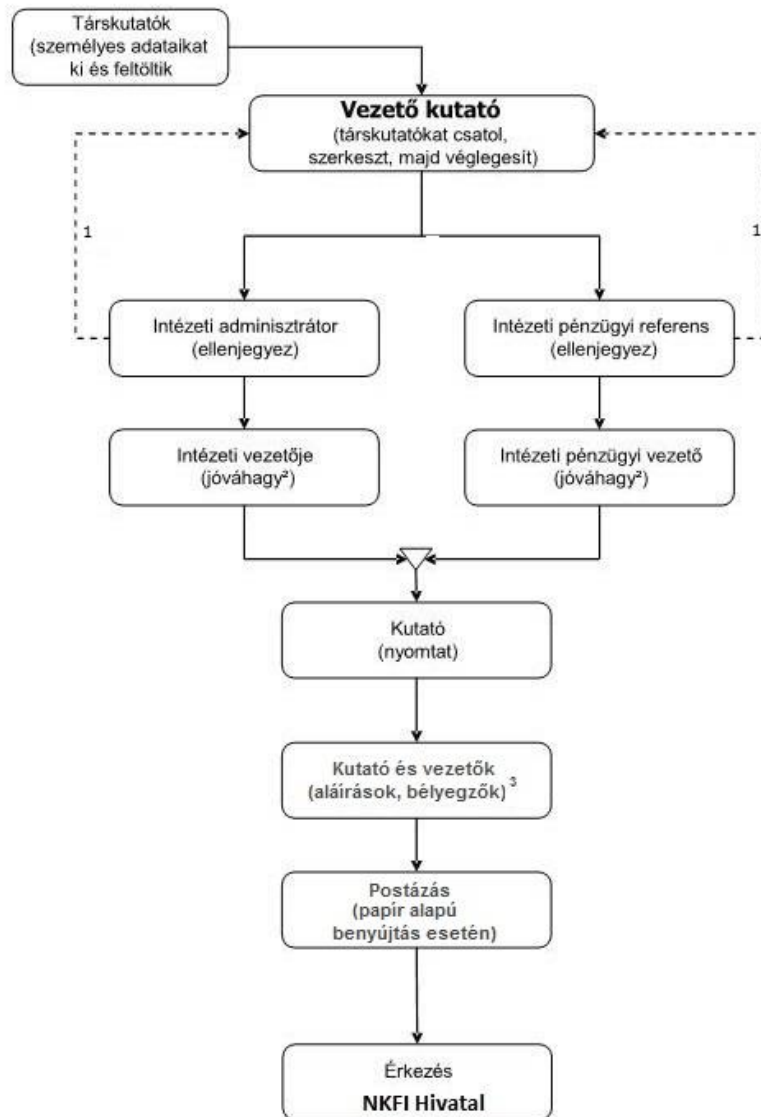 Társkutatók
(személyes adataikat
ki és feltöltik
Vezető kutató
(társkutatókat csatol,
szerkeszt, majd véglegesít)
1
1
Intézeti adminisztrátor
(ellenjegyez)
Intézeti pénzügyi referens
(ellenjegyez)
Intézeti vezetője
(jóváhagy²)
Intézeti pénzügyi vezető
(jóváhagy²)
Kutató
(nyomtat)
Kutató és vezetők
(aláírások, bélyegzők) ³
Postázás
(papír alapú
benyújtás esetén)
Érkezés
NKFI Hivatal